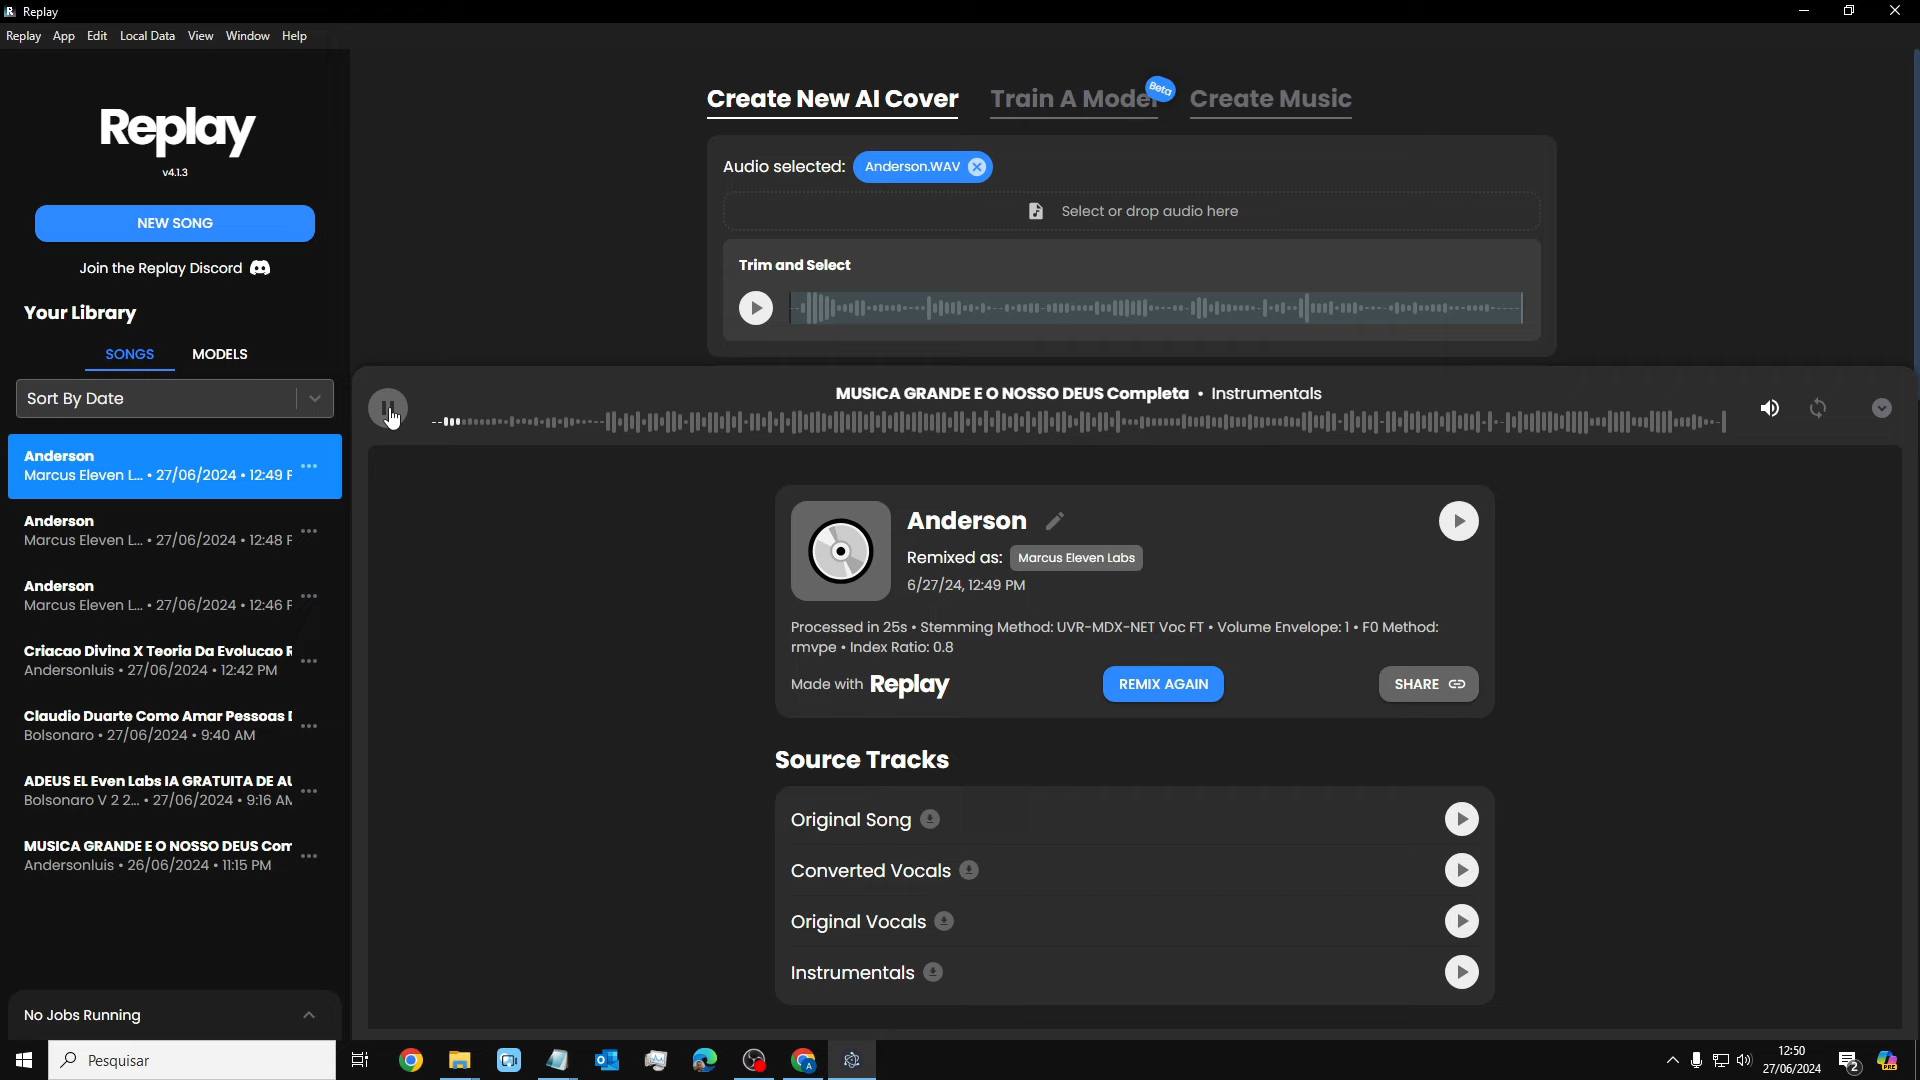 Replay
Replay App Edit Local Data View Window Help
Replay
v4.1.3
NEW SONG
Join the Replay Discord
Your Library
SONGS MODELS
Sort By Date
Anderson
Marcus Eleven L... • 27/06/2024 • 12:49 P
Anderson
Marcus Eleven L... • 27/06/2024 • 12:48 P
Anderson
Marcus Eleven L... • 27/06/2024 • 12:46 P
Criacao Divina X Teoria Da Evolucao R
Andersonluis • 27/06/2024 • 12:42 PM
Claudio Duarte Como Amar Pessoas D
Bolsonaro • 27/06/2024 • 9:40 AM
ADEUS EL Even Labs IA GRATUITA DE AU
Bolsonaro V 2 2... • 27/06/2024 • 9:16 AM
MUSICA GRANDE E O NOSSO DEUS Com
Andersonluis • 26/06/2024 • 11:15 PM
No Jobs Running
Create New AI Cover Train A Model Beta Create Music
Audio selected: Anderson.WAV
Select or drop audio here
Trim and Select
MUSICA GRANDE E O NOSSO DEUS Completa • Instrumentals
Anderson
Remixed as: Marcus Eleven Labs
6/27/24, 12:49 PM
Processed in 25s • Stemming Method: UVR-MDX-NET Voc FT • Volume Envelope: 1 • F0 Method:
rmvpe • Index Ratio: 0.8
Made with Replay REMIX AGAIN SHARE
Source Tracks
Original Song
Converted Vocals
Original Vocals
Instrumentals
Pesquisar
12:50
27/06/2024
2